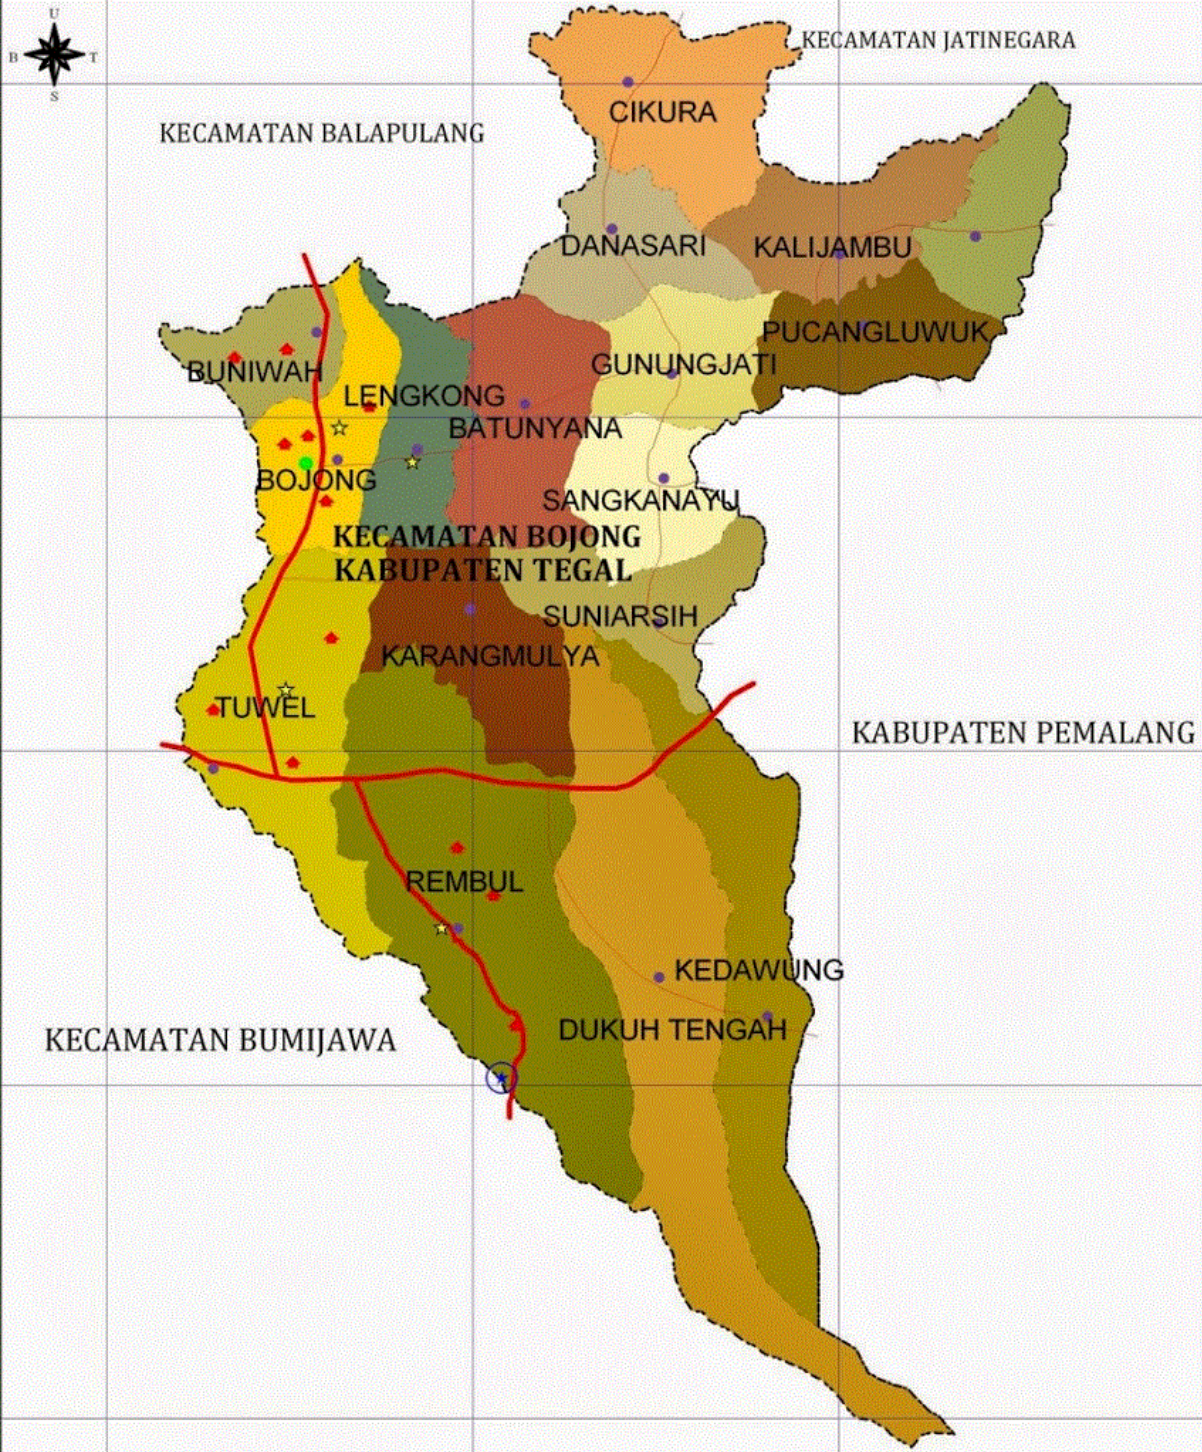 U
KECAMATAN JATINEGARA
B
T
S
CIKURA
KECAMATAN BALAPULANG
DANASARI
KALIJAMBU
PUCANGLUWUK
GUNUNGJATI
BUNIWAH
LENGKONG
BATUNYANA
BOJONG
SANGKANAYU
KECAMATAN BOJONG
KABUPATEN TEGAL
SUNIARSIH
KARANGMULYA
TUWEL
KABUPATEN PEMALANG
REMBUL
KEDAWUNG
DUKUH TENGAH
KECAMATAN BUMIJAWA